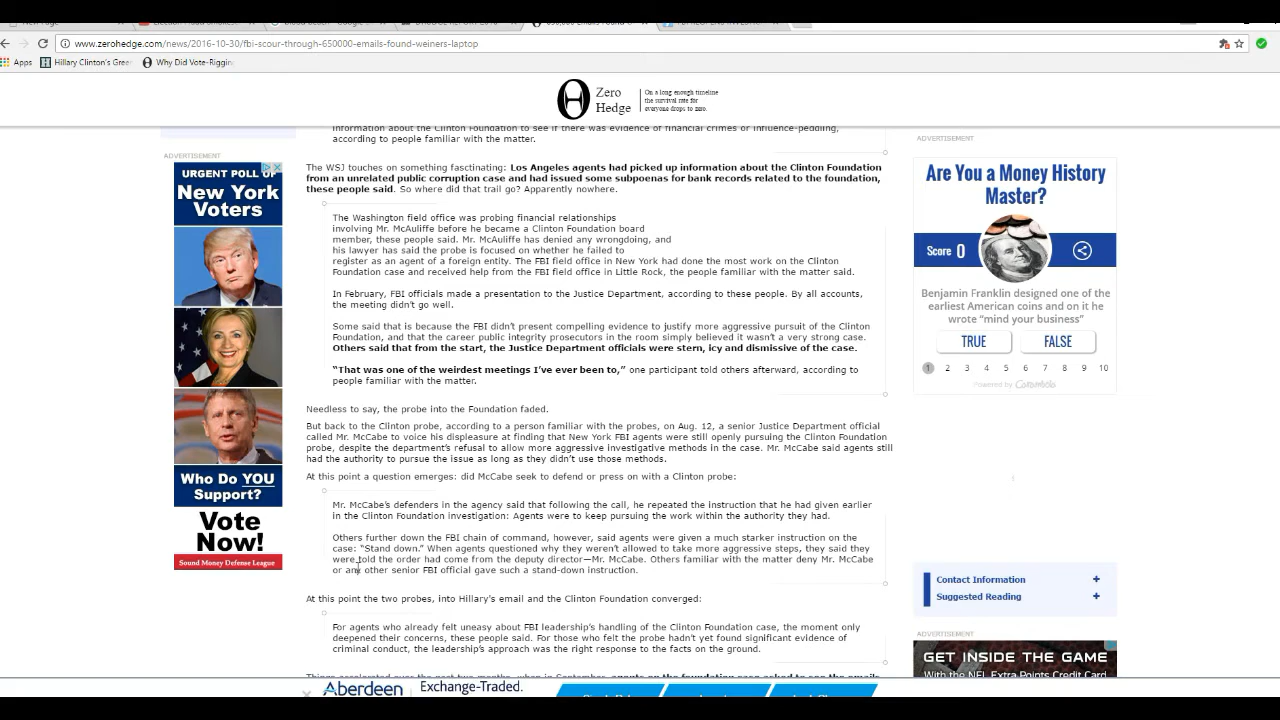 www.zerohedge.com/news/2016-10-30/fbi-scour-through-650000-emails-found-weiners-laptop
Apps
Hillary Clinton's Gree
Why Did Vote-Riggin
Zero
Hedge
On a long enough timeline
the survival rate for
everyone drops to zero.
information about the Clinton Foundation to see if there was evidence of financial crimes or influence-peddling,
according to people familiar with the matter.
The WSJ touches on something fasctinating: Los Angeles agents had picked up information about the Clinton Foundation
from an unrelated public corruption case and had issued some subpoenas for bank records related to the foundation,
these people said. So where did that trail go? Apparently nowhere.
The Washington field office was probing financial relationships
involving Mr. McAuliffe before he became a Clinton Foundation board
member, these people said. Mr. McAuliffe has denied any wrongdoing, and
his lawyer has said the probe is focused on whether he failed to
register as an agent of a foreign entity. The FBI field office in New York had done the most work on the Clinton
Foundation case and received help from the FBI field office in Little Rock, the people familiar with the matter said.
In February, FBI officials made a presentation to the Justice Department, according to these people. By all accounts,
the meeting didn't go well.
Some said that is because the FBI didn't present compelling evidence to justify more aggressive pursuit of the Clinton
Foundation, and that the career public integrity prosecutors in the room simply believed it wasn't a very strong case.
Others said that from the start, the Justice Department officials were stern, icy and dismissive of the case.
"That was one of the weirdest meetings I've ever been to," one participant told others afterward, according to
people familiar with the matter.
Needless to say, the probe into the Foundation faded.
But back to the Clinton probe, according to a person familiar with the probes, on Aug. 12, a senior Justice Department official
called Mr. McCabe to voice his displeasure at finding that New York FBI agents were still openly pursuing the Clinton Foundation
probe, despite the department's refusal to allow more aggressive investigative methods in the case. Mr. McCabe said agents still
had the authority to pursue the issue as long as they didn't use those methods.
At this point a question emerges: did McCabe seek to defend or press on with a Clinton probe:
Mr. McCabe's defenders in the agency said that following the call, he repeated the instruction that he had given earlier
in the Clinton Foundation investigation: Agents were to keep pursuing the work within the authority they had.
Others further down the FBI chain of command, however, said agents were given a much starker instruction on the
case: "Stand down." When agents questioned why they weren't allowed to take more aggressive steps, they said they
were told the order had come from the deputy director—Mr. McCabe. Others familiar with the matter deny Mr. McCabe
or any other senior FBI official gave such a stand-down instruction.
At this point the two probes, into Hillary's email and the Clinton Foundation converged:
For agents who already felt uneasy about FBI leadership's handling of the Clinton Foundation case, the moment only
deepened their concerns, these people said. For those who felt the probe hadn't yet found significant evidence of
criminal conduct, the leadership's approach was the right response to the facts on the ground.
Things accelerated over the past two months, when in September, agents on the foundation case asked to see the emails
ADVERTISEMENT
URGENT POLL of
New York
Voters
Who Do YOU
Support?
Vote
Now!
Sound Money Defense League
ADVERTISEMENT
Are You a Money History
Master?
Score 0
Benjamin Franklin designed one of the
earliest American coins and on it he
wrote "mind your business"
TRUE
FALSE
1 2 3 4 5 6 7 8 9 10
Powered by
Contact Information +
Suggested Reading +
ADVERTISEMENT
GET INSIDE THE GAME
With the NFL Extra Points Credit Card
Aberdeen
Exchange-Traded.